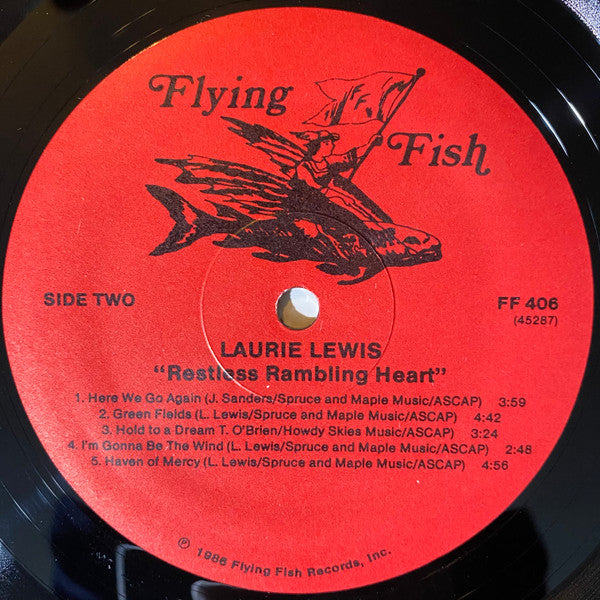 Flying
Fish
SIDE TWO
FF 406
(45287)
LAURIE LEWIS
"Restless Rambling Heart"
1. Here We Go Again (J. Sanders/Spruce and Maple Music/ASCAP) 3:59
2. Green Fields (L. Lewis/Spruce and Maple Music/ASCAP) 4:42
3. Hold to a Dream T. O'Brien/Howdy Skies Music/ASCAP) 3:24
4. I'm Gonna Be The Wind (L. Lewis/Spruce and Maple Music/ASCAP) 2:48
5. Haven of Mercy (L. Lewis/Spruce and Maple Music/ASCAP) 4:56
℗ 1986 Flying Fish Records, Inc.